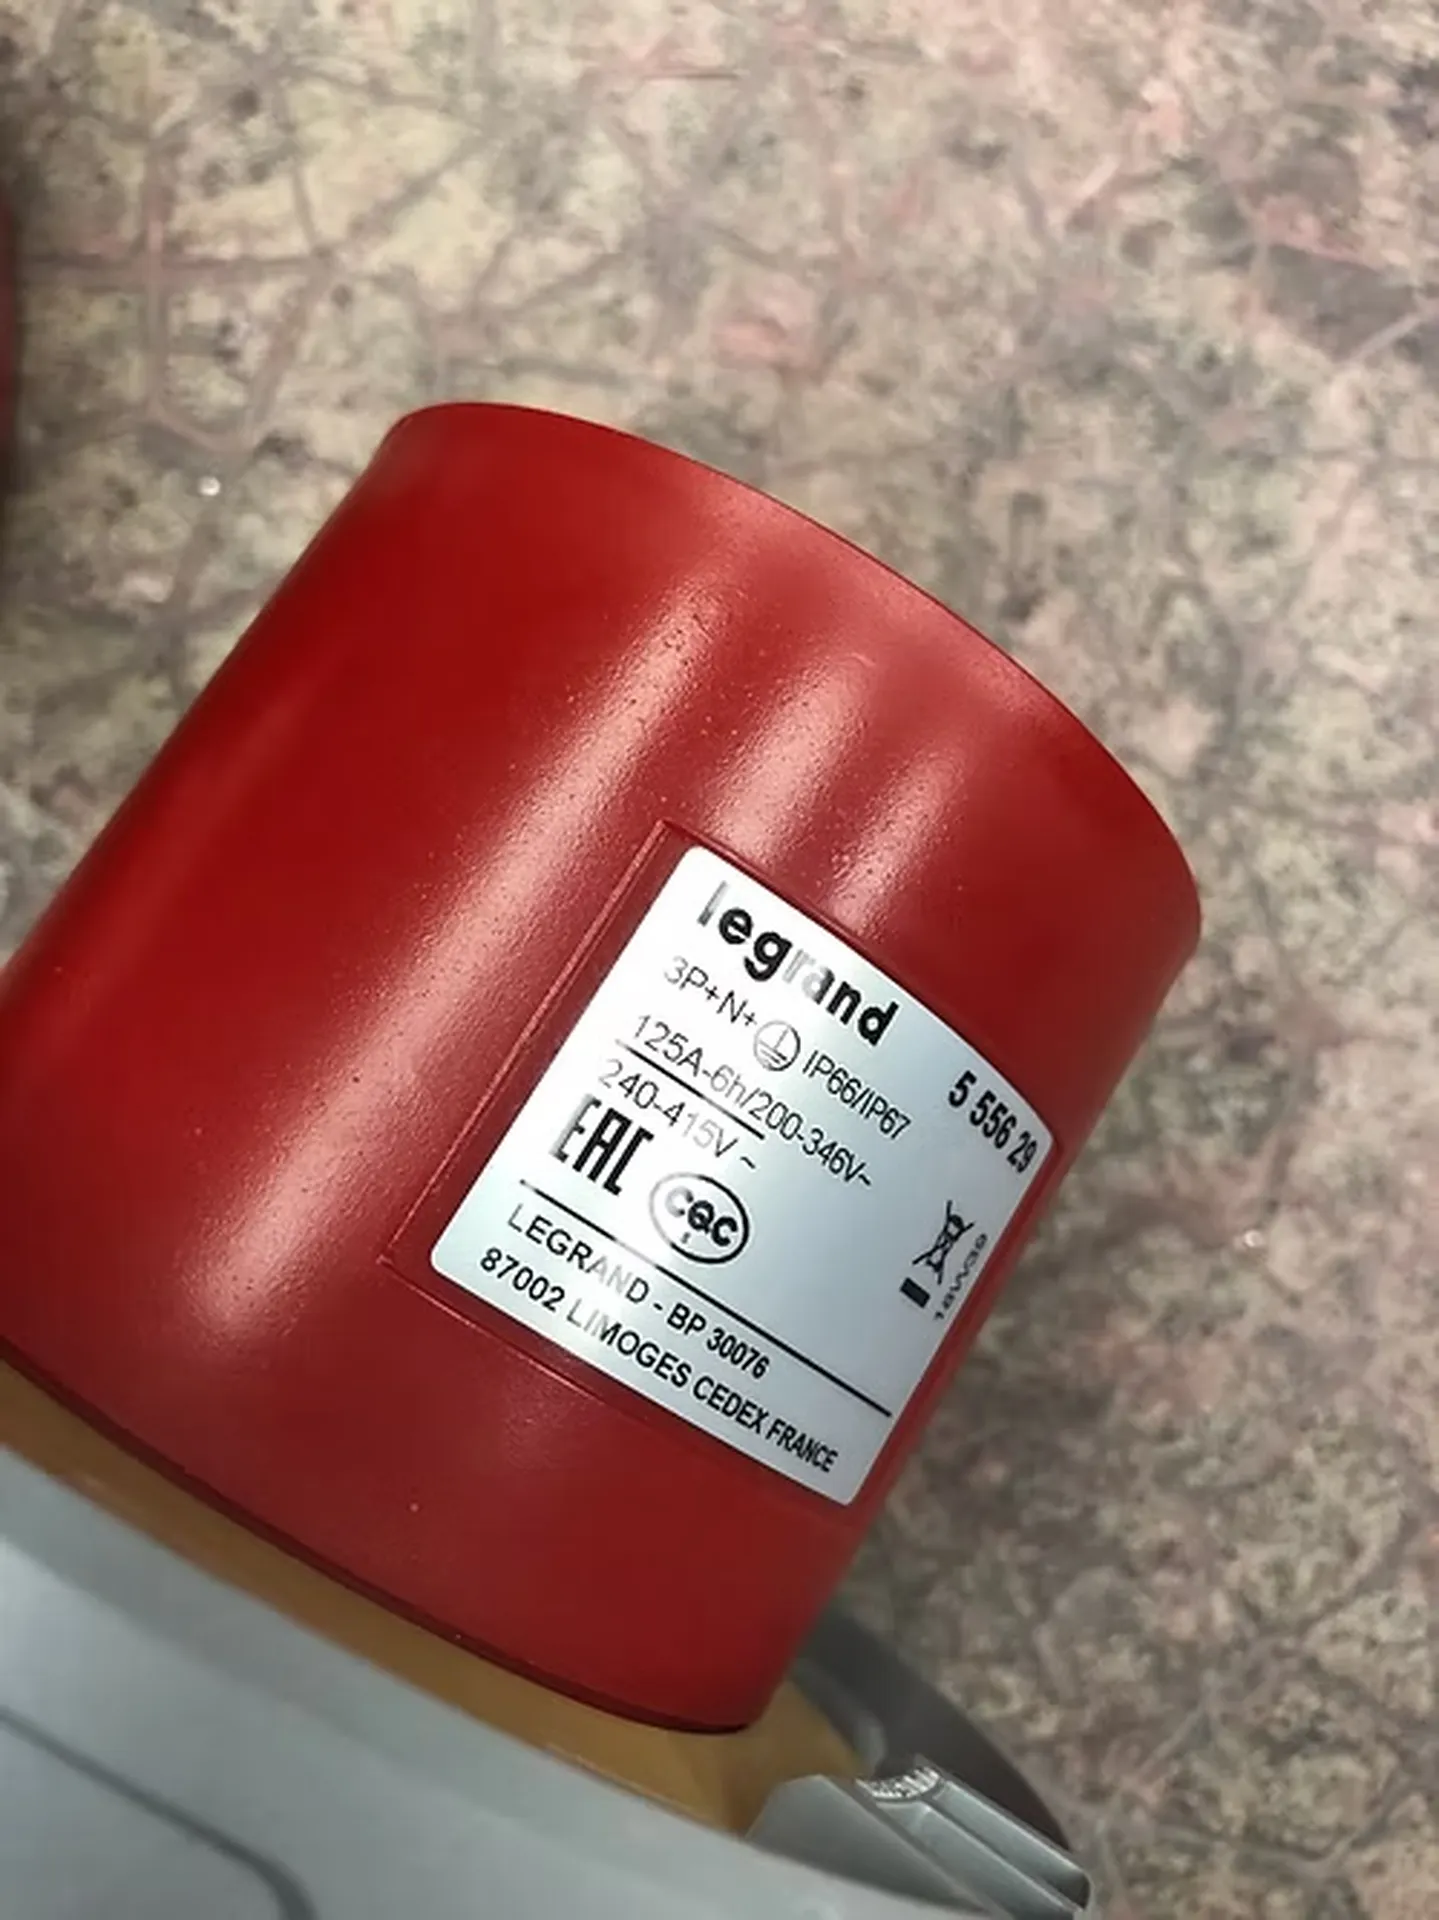 legrand
3P+N+ IP66/IP67
5 556 29
125A-6h/200-346V~
240-415V ~
EAC
CQC
LEGRAND - BP 30076
87002 LIMOGES CEDEX FRANCE